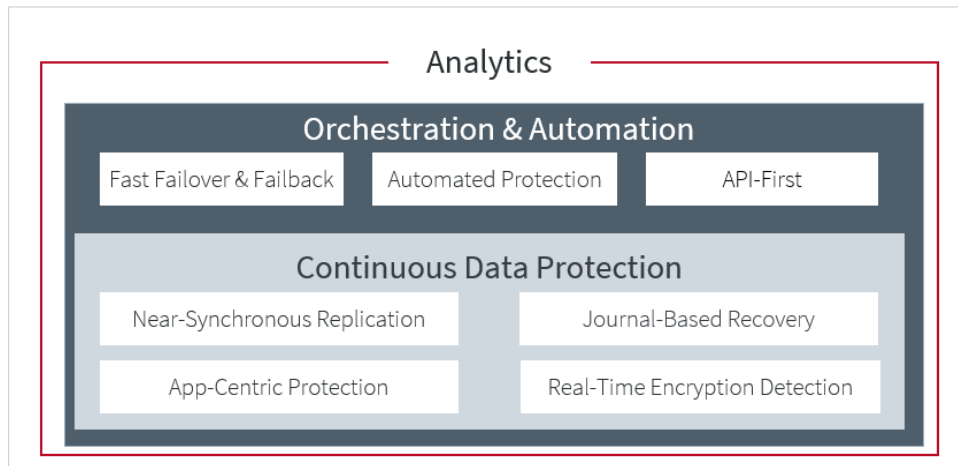 Analytics
Orchestration & Automation
Fast Failover & Failback
Automated Protection
API-First
Continuous Data Protection
Near-Synchronous Replication
Journal-Based Recovery
App-Centric Protection
Real-Time Encryption Detection